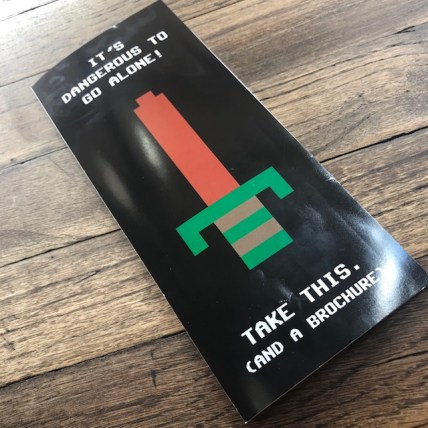 IT'S
DANGEROUS TO
GO ALONE!
TAKE THIS.
(AND A BROCHURE)